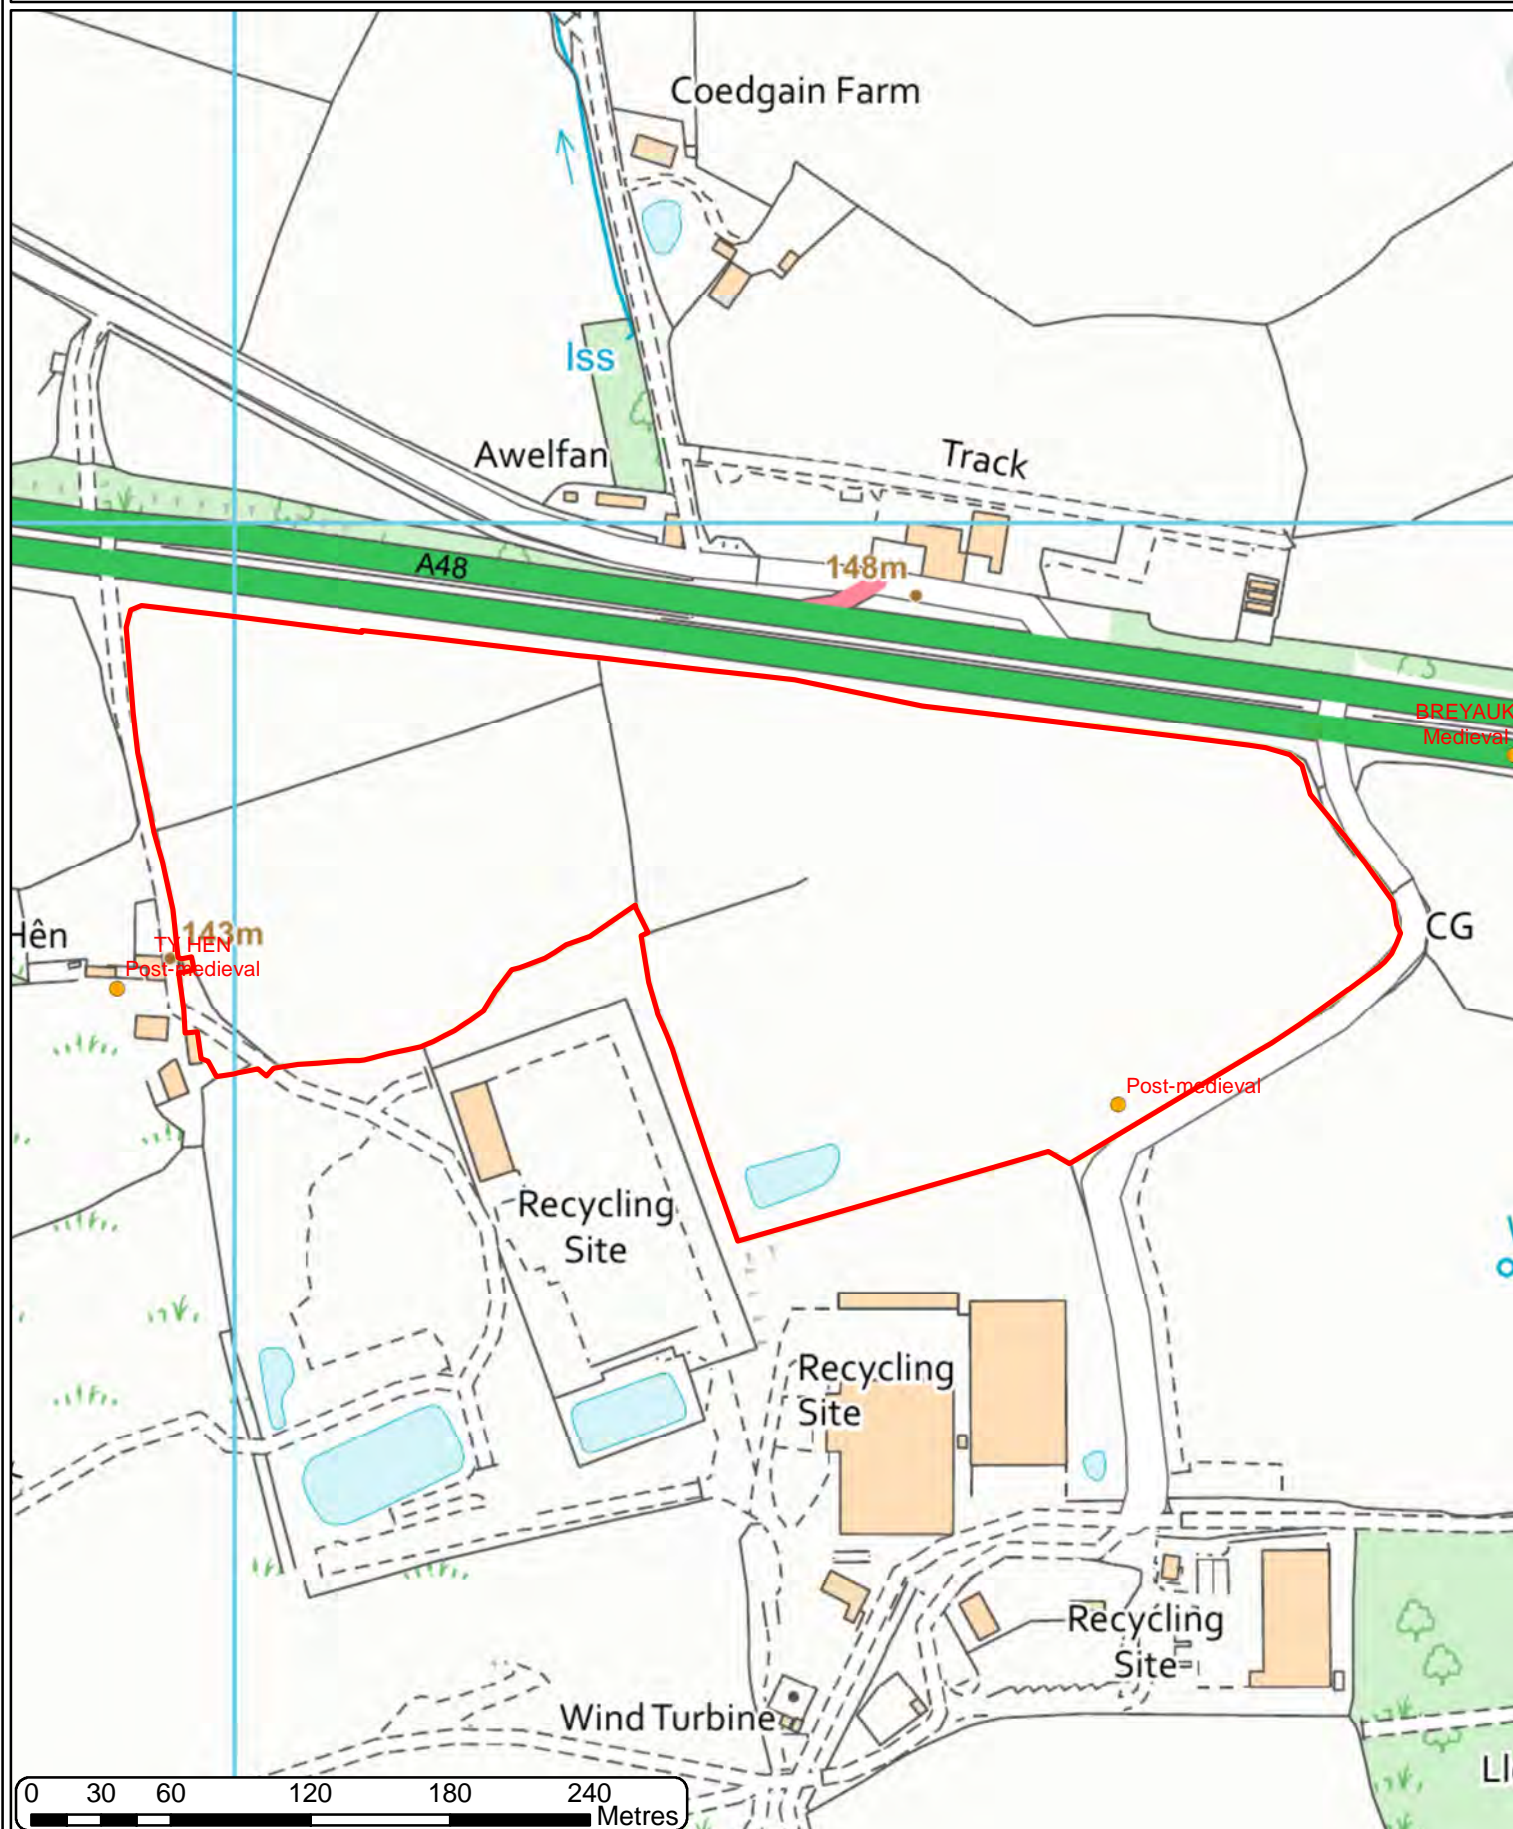 Coedgain Farm
Iss
Awelfan
Track
A48
148m
BREYAUK
Medieval
Hên
143m
TY HEN
Post-medieval
CG
Post-medieval
Recycling
Site
Recycling
Site
Recycling
Site
Wind Turbine
0 30 60 120 180 240
Metres